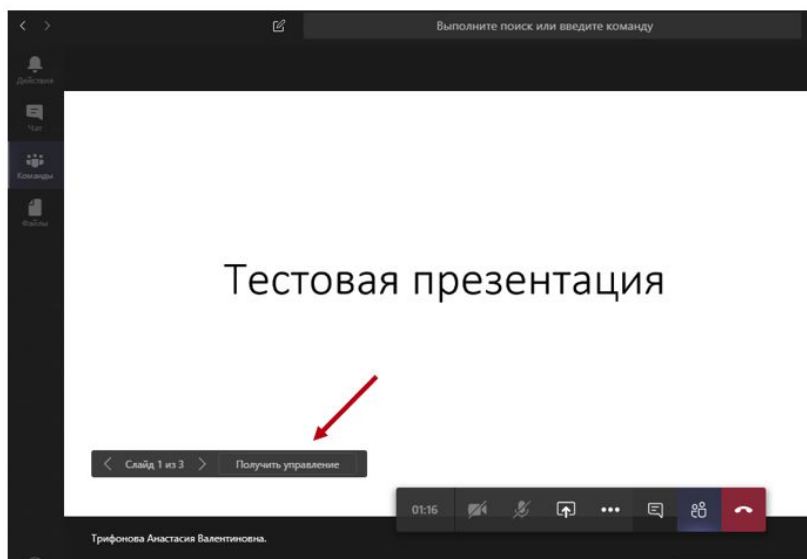 Выполните поиск или введите команду
Действия
Чат
Команды
Файлы
Тестовая презентация
Слайд 1 из 3 Получить управление
01:16
Трифонова Анастасия Валентиновна.